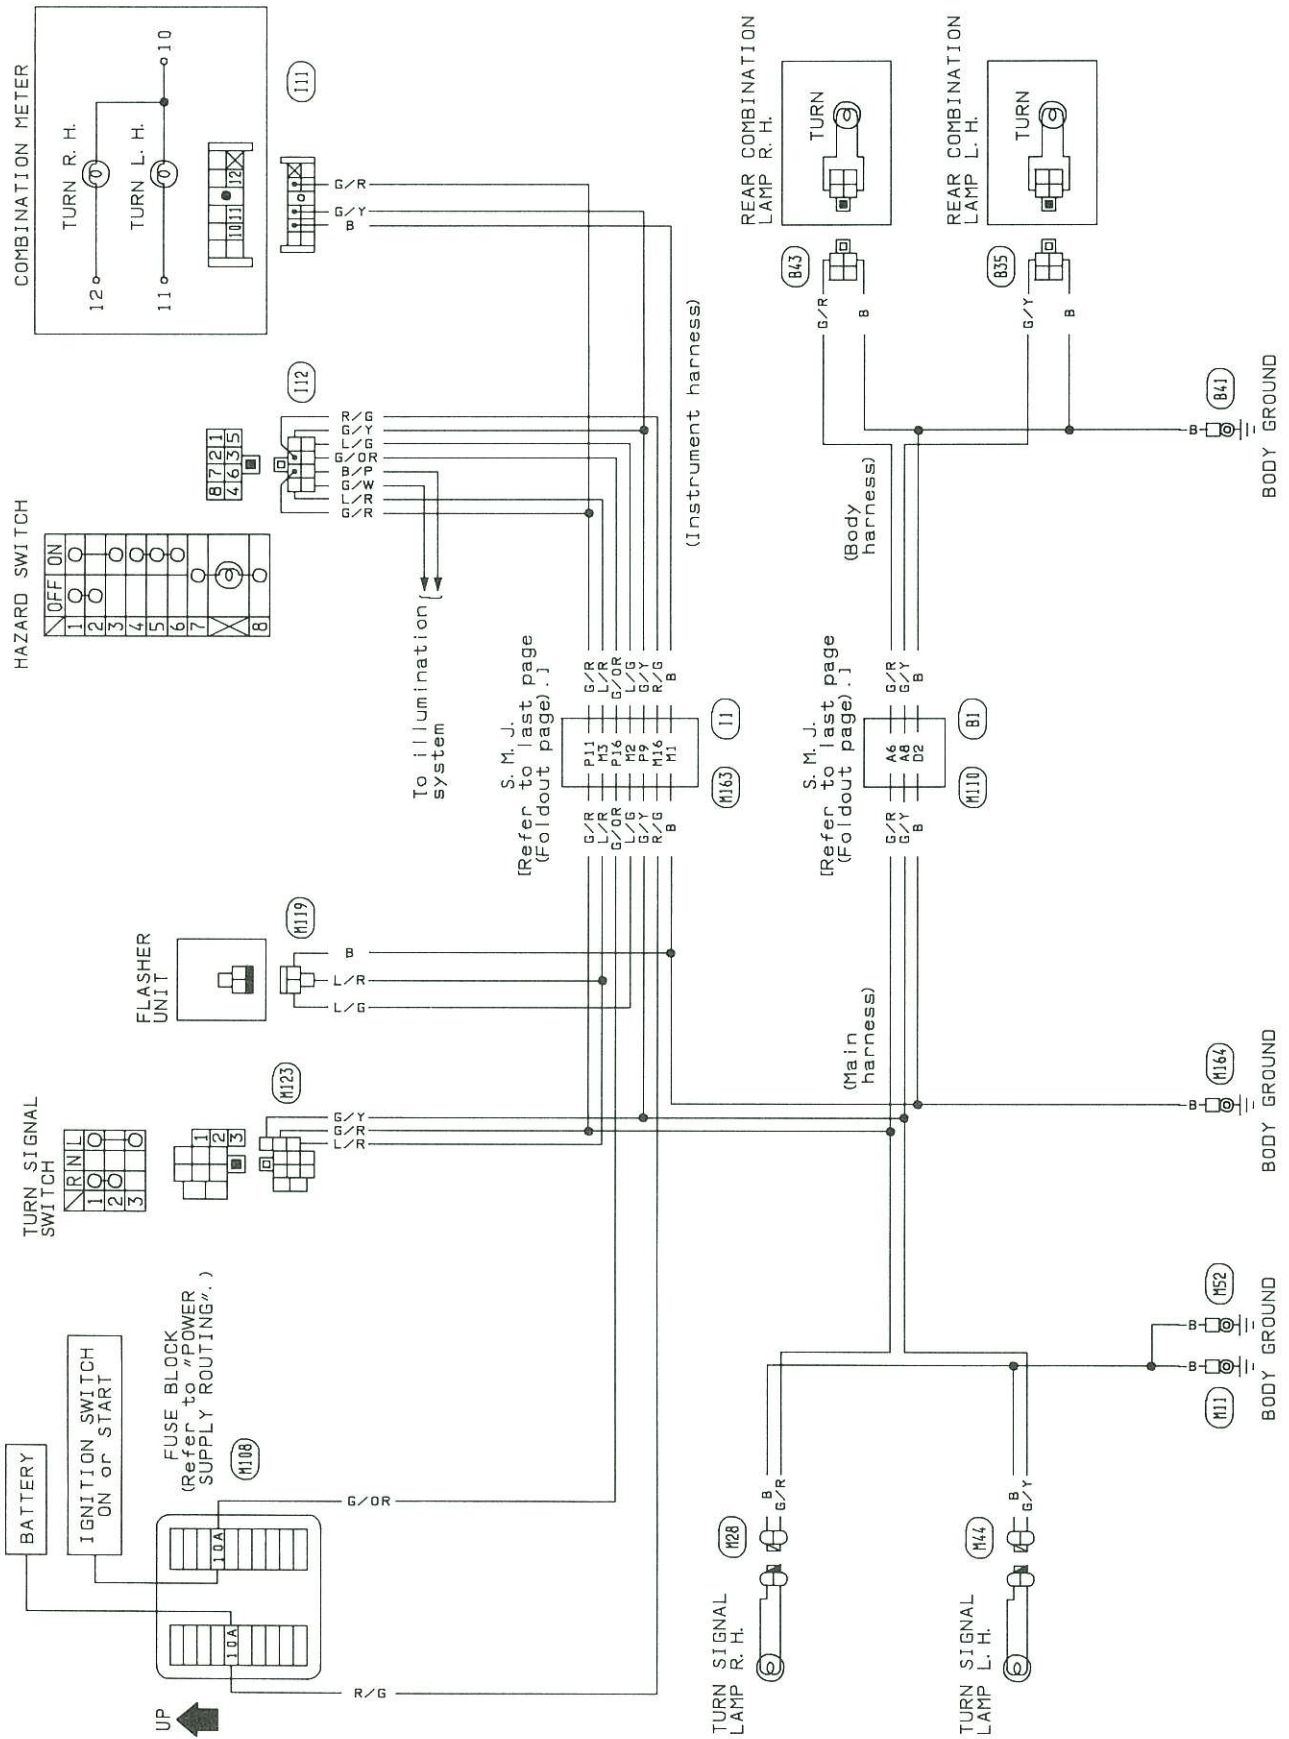 COMBINATION METER
TURN R. H.
TURN L. H.
12
11
10
10 11 12
I11
G/R
G/Y
B
HAZARD SWITCH
OFF ON
1
2
3
4
5
6
7
8
8 7 2 1
4 6 3 5
I12
R/G
G/Y
L/G
G/OR
B/P
G/W
L/R
G/R
To illumination
system
(Instrument harness)
S. M. J.
[Refer to last page
(Foldout page).]
G/R
L/R
G/OR
L/G
G/Y
R/G
B
P11
M3
P16
M2
P9
M16
M1
G/R
L/R
G/OR
L/G
G/Y
R/G
B
I1
M163
FLASHER
UNIT
M119
B
L/R
L/G
TURN SIGNAL
SWITCH
R N L
1
2
3
1
2
3
M123
G/Y
G/R
L/R
BATTERY
IGNITION SWITCH
ON or START
FUSE BLOCK
(Refer to "POWER
SUPPLY ROUTING".)
M108
10A
10A
UP
G/OR
R/G
REAR COMBINATION
LAMP R. H.
TURN
B43
G/R
B
REAR COMBINATION
LAMP L. H.
TURN
B35
G/Y
B
B41
B
BODY GROUND
(Body
harness)
S. M. J.
[Refer to last page
(Foldout page).]
G/R
G/Y
B
A6
A8
D2
G/R
G/Y
B
B1
M110
(Main
harness)
M164
B
BODY GROUND
M52
B
B
M11
BODY GROUND
TURN SIGNAL
LAMP R. H.
M28
B
G/R
TURN SIGNAL
LAMP L. H.
M44
B
G/Y